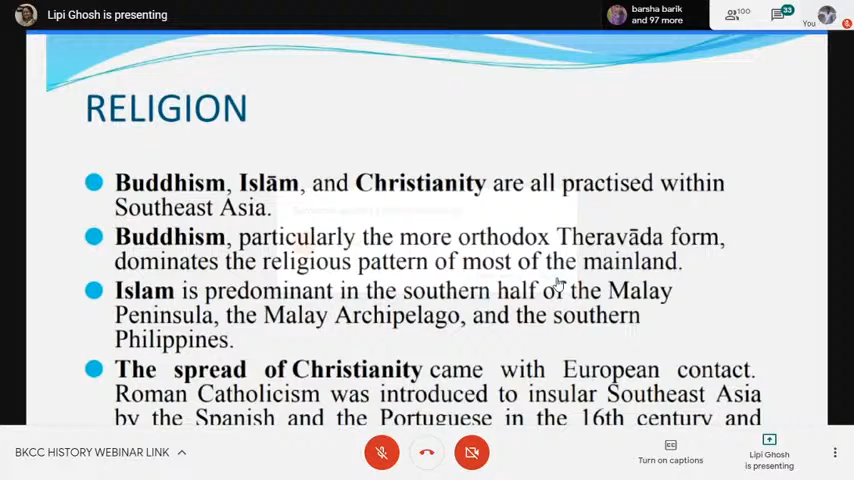 Lipi Ghosh is presenting
barsha barik
and 97 more
100
33
You
RELIGION
Buddhism, Islām, and Christianity are all practised within
Southeast Asia.
Buddhism, particularly the more orthodox Theravāda form,
dominates the religious pattern of most of the mainland.
Islam is predominant in the southern half of the Malay
Peninsula, the Malay Archipelago, and the southern
Philippines.
The spread of Christianity came with European contact.
Roman Catholicism was introduced to insular Southeast Asia
by the Spanish and the Portuguese in the 16th century and
BKCC HISTORY WEBINAR LINK
Turn on captions
Lipi Ghosh
is presenting